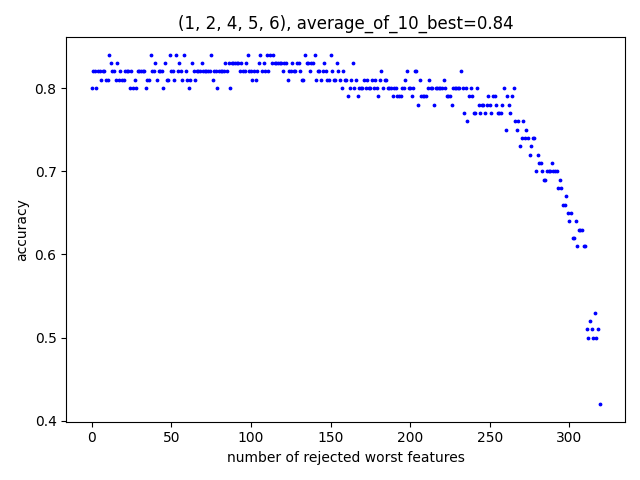 (1, 2, 4, 5, 6), average_of_10_best=0.84
accuracy
0.8
0.7
0.6
0.5
0.4
0 50 100 150 200 250 300
number of rejected worst features